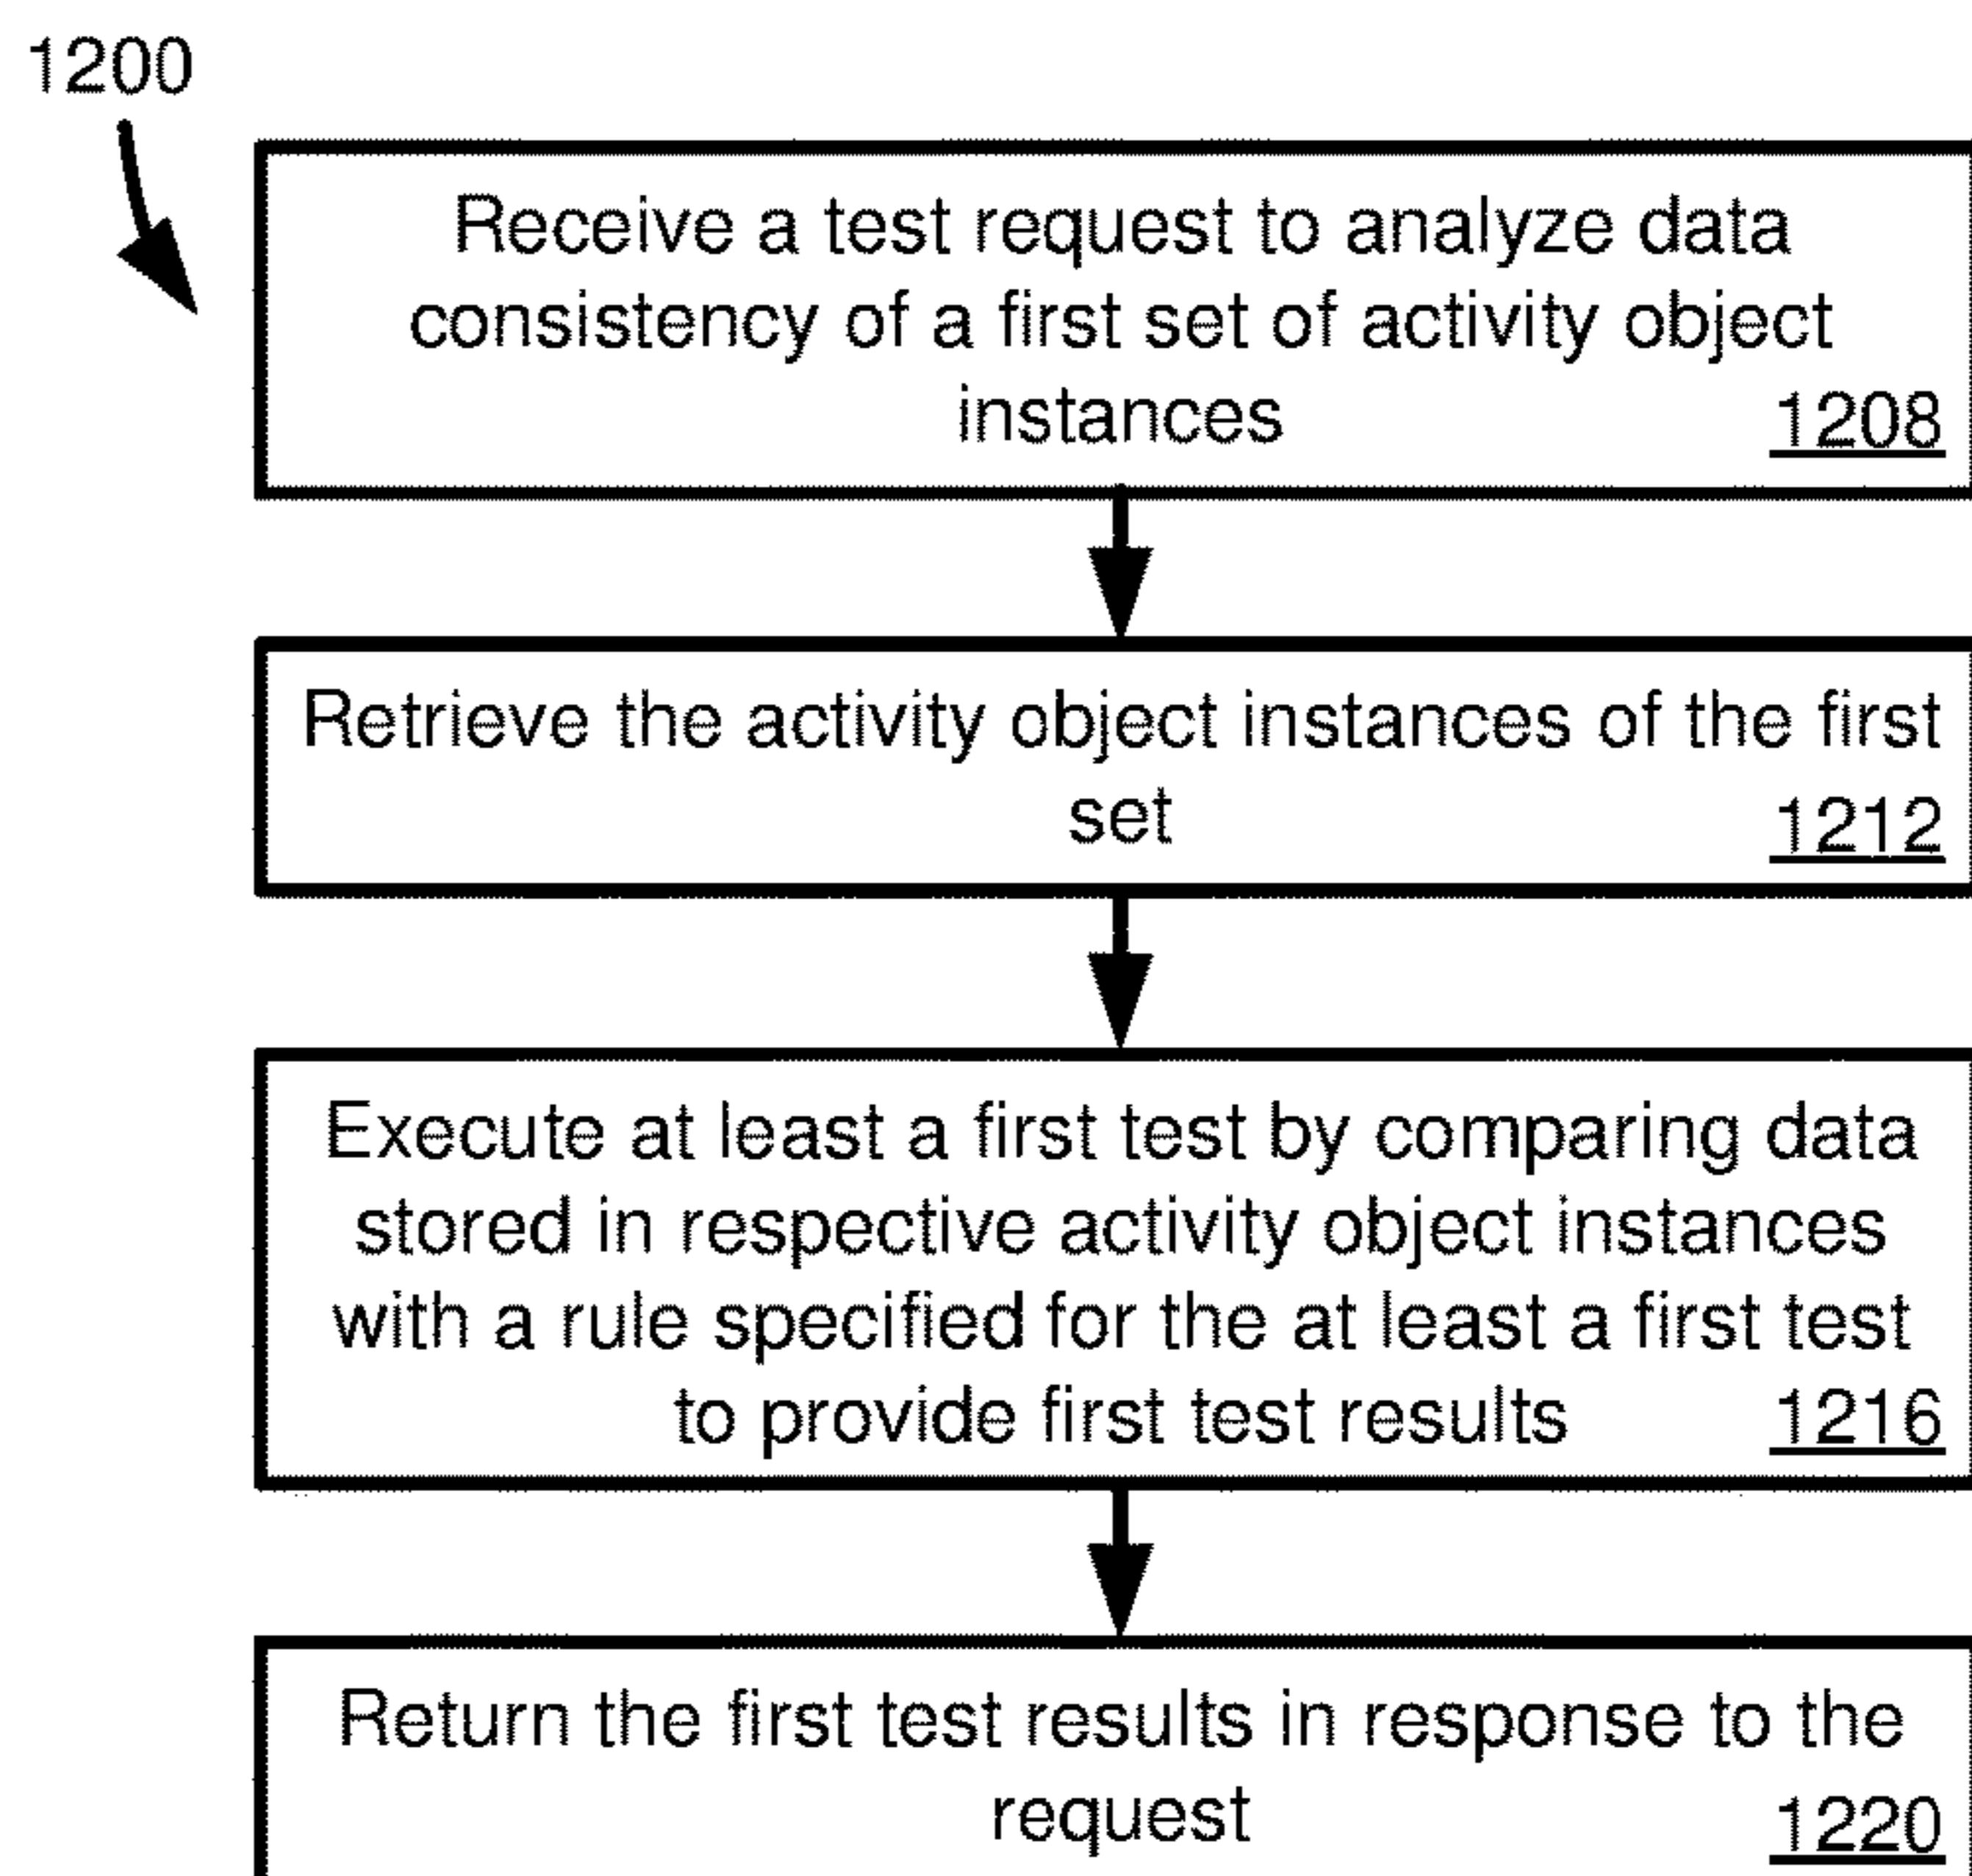 1200
Receive a test request to analyze data
consistency of a first set of activity object
instances 1208
Retrieve the activity object instances of the first
set 1212
Execute at least a first test by comparing data
stored in respective activity object instances
with a rule specified for the at least a first test
to provide first test results 1216
Return the first test results in response to the
request 1220